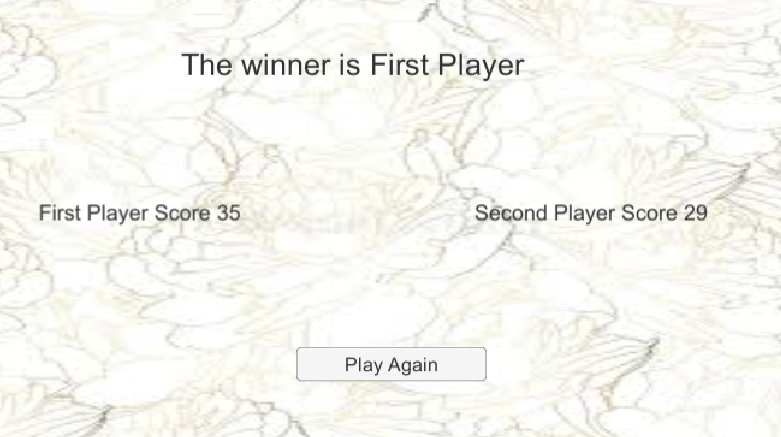 The winner is First Player
First Player Score 35
Second Player Score 29
Play Again